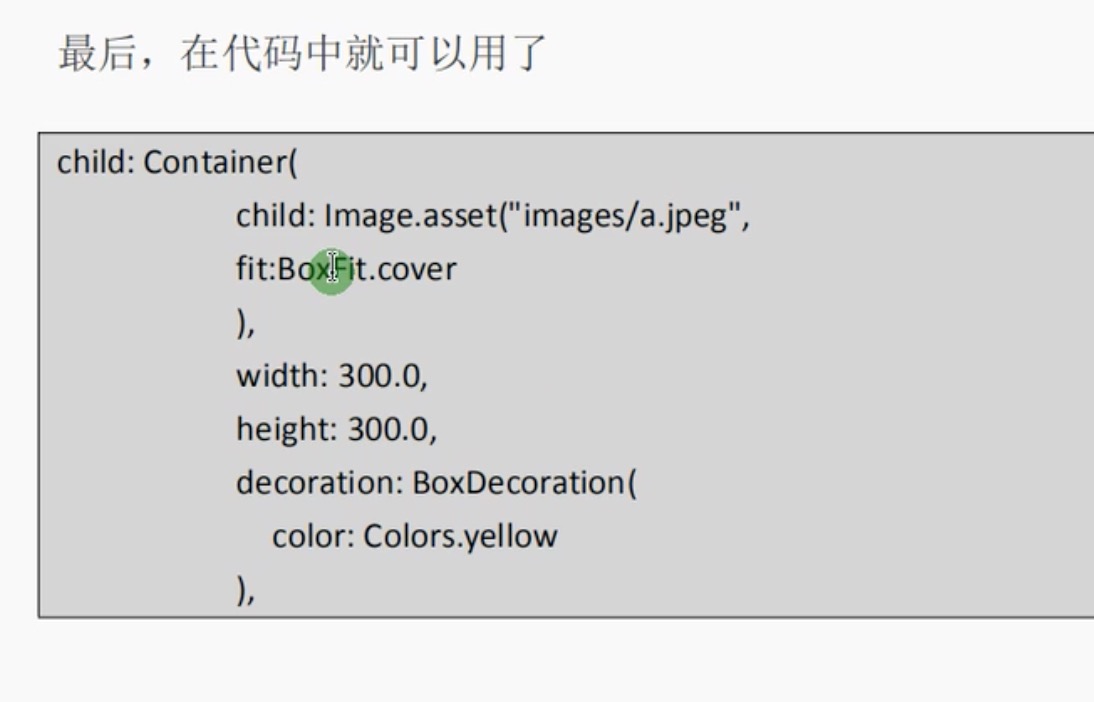 最后，在代码中就可以用了
child: Container(
child: Image.asset("images/a.jpeg",
fit:BoxFit.cover
),
width: 300.0,
height: 300.0,
decoration: BoxDecoration(
color: Colors.yellow
),